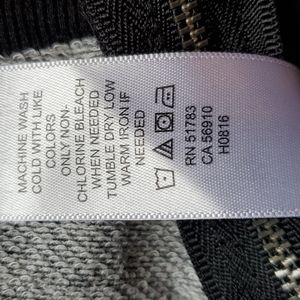 MACHINE WASH
COLD WITH LIKE
COLORS
ONLY NON-
CHLORINE BLEACH
WHEN NEEDED
TUMBLE DRY LOW
WARM IRON IF
NEEDED
RN 51783
CA 56910
H0816